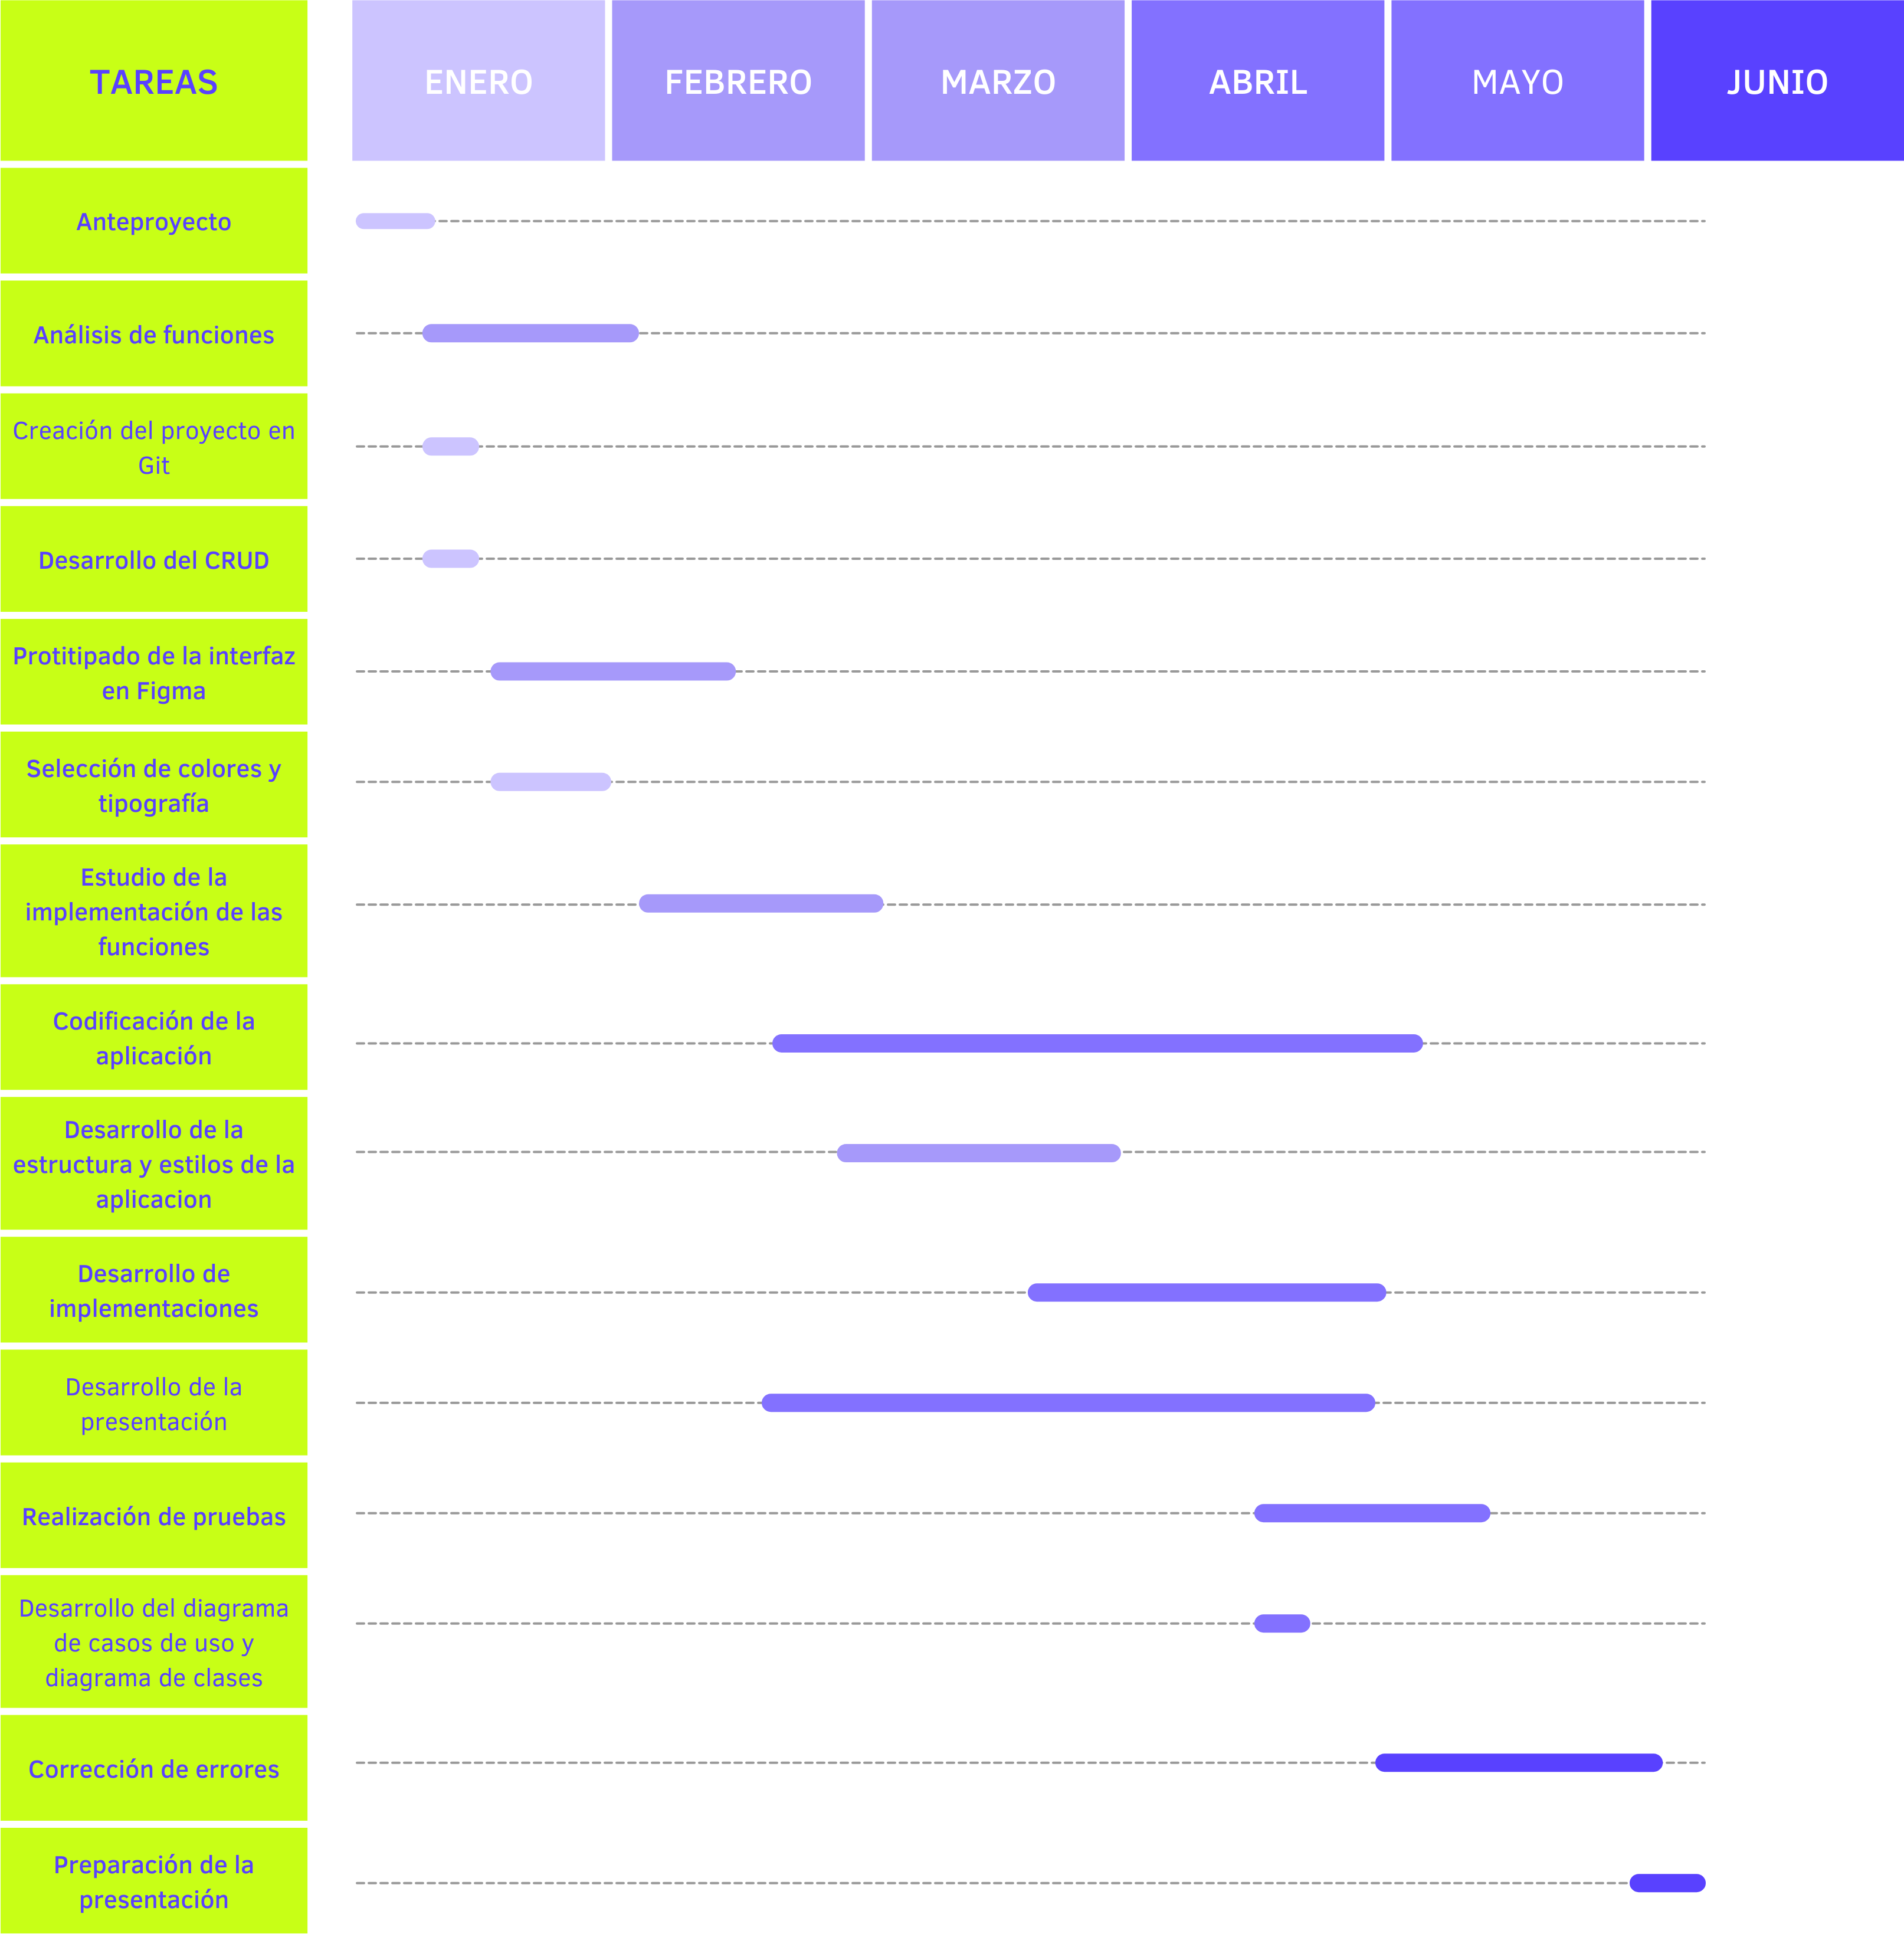 TAREAS
ENERO
FEBRERO
MARZO
ABRIL
MAYO
JUNIO
Anteproyecto
Análisis de funciones
Creación del proyecto en
Git
Desarrollo del CRUD
Protitipado de la interfaz
en Figma
Selección de colores y
tipografía
Estudio de la
implementación de las
funciones
Codificación de la
aplicación
Desarrollo de la
estructura y estilos de la
aplicacion
Desarrollo de
implementaciones
Desarrollo de la
presentación
Realización de pruebas
Desarrollo del diagrama
de casos de uso y
diagrama de clases
Corrección de errores
Preparación de la
presentación